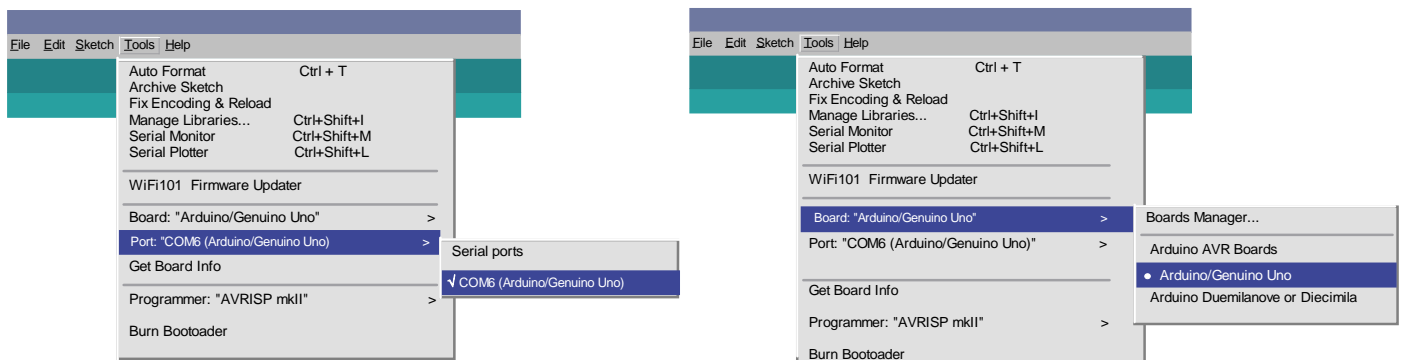 File Edit Sketch Tools Help
Auto Format Ctrl + T
Archive Sketch
Fix Encoding & Reload
Manage Libraries... Ctrl+Shift+I
Serial Monitor Ctrl+Shift+M
Serial Plotter Ctrl+Shift+L
WiFi101 Firmware Updater
Board: "Arduino/Genuino Uno" >
Port: "COM6 (Arduino/Genuino Uno) >
Get Board Info
Programmer: "AVRISP mkII" >
Burn Bootoader
Serial ports
√ COM6 (Arduino/Genuino Uno)
File Edit Sketch Tools Help
Auto Format Ctrl + T
Archive Sketch
Fix Encoding & Reload
Manage Libraries... Ctrl+Shift+I
Serial Monitor Ctrl+Shift+M
Serial Plotter Ctrl+Shift+L
WiFi101 Firmware Updater
Board: "Arduino/Genuino Uno" >
Port: "COM6 (Arduino/Genuino Uno)" >
Get Board Info
Programmer: "AVRISP mkII" >
Burn Bootoader
Boards Manager...
Arduino AVR Boards
● Arduino/Genuino Uno
Arduino Duemilanove or Diecimila